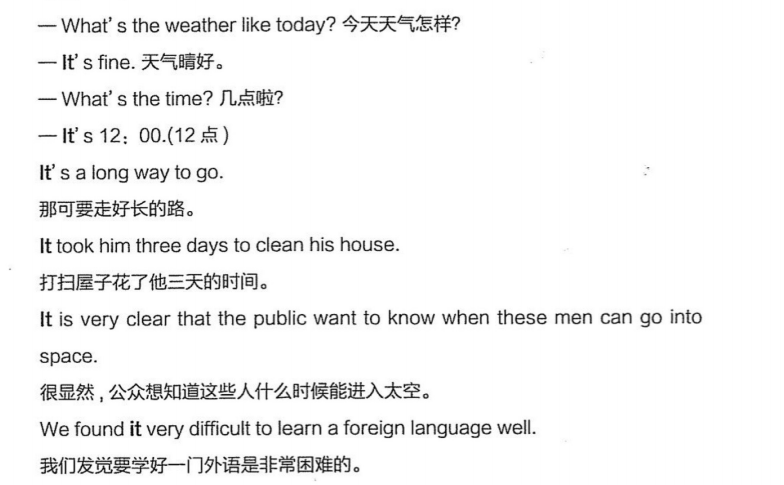 — What's the weather like today? 今天天气怎样?
— It's fine. 天气晴好。
— What's the time? 几点啦?
— It's 12：00.(12 点)
It's a long way to go.
那可要走好长的路。
It took him three days to clean his house.
打扫屋子花了他三天的时间。
It is very clear that the public want to know when these men can go into
space.
很显然,公众想知道这些人什么时候能进入太空。
We found it very difficult to learn a foreign language well.
我们发觉要学好一门外语是非常困难的。